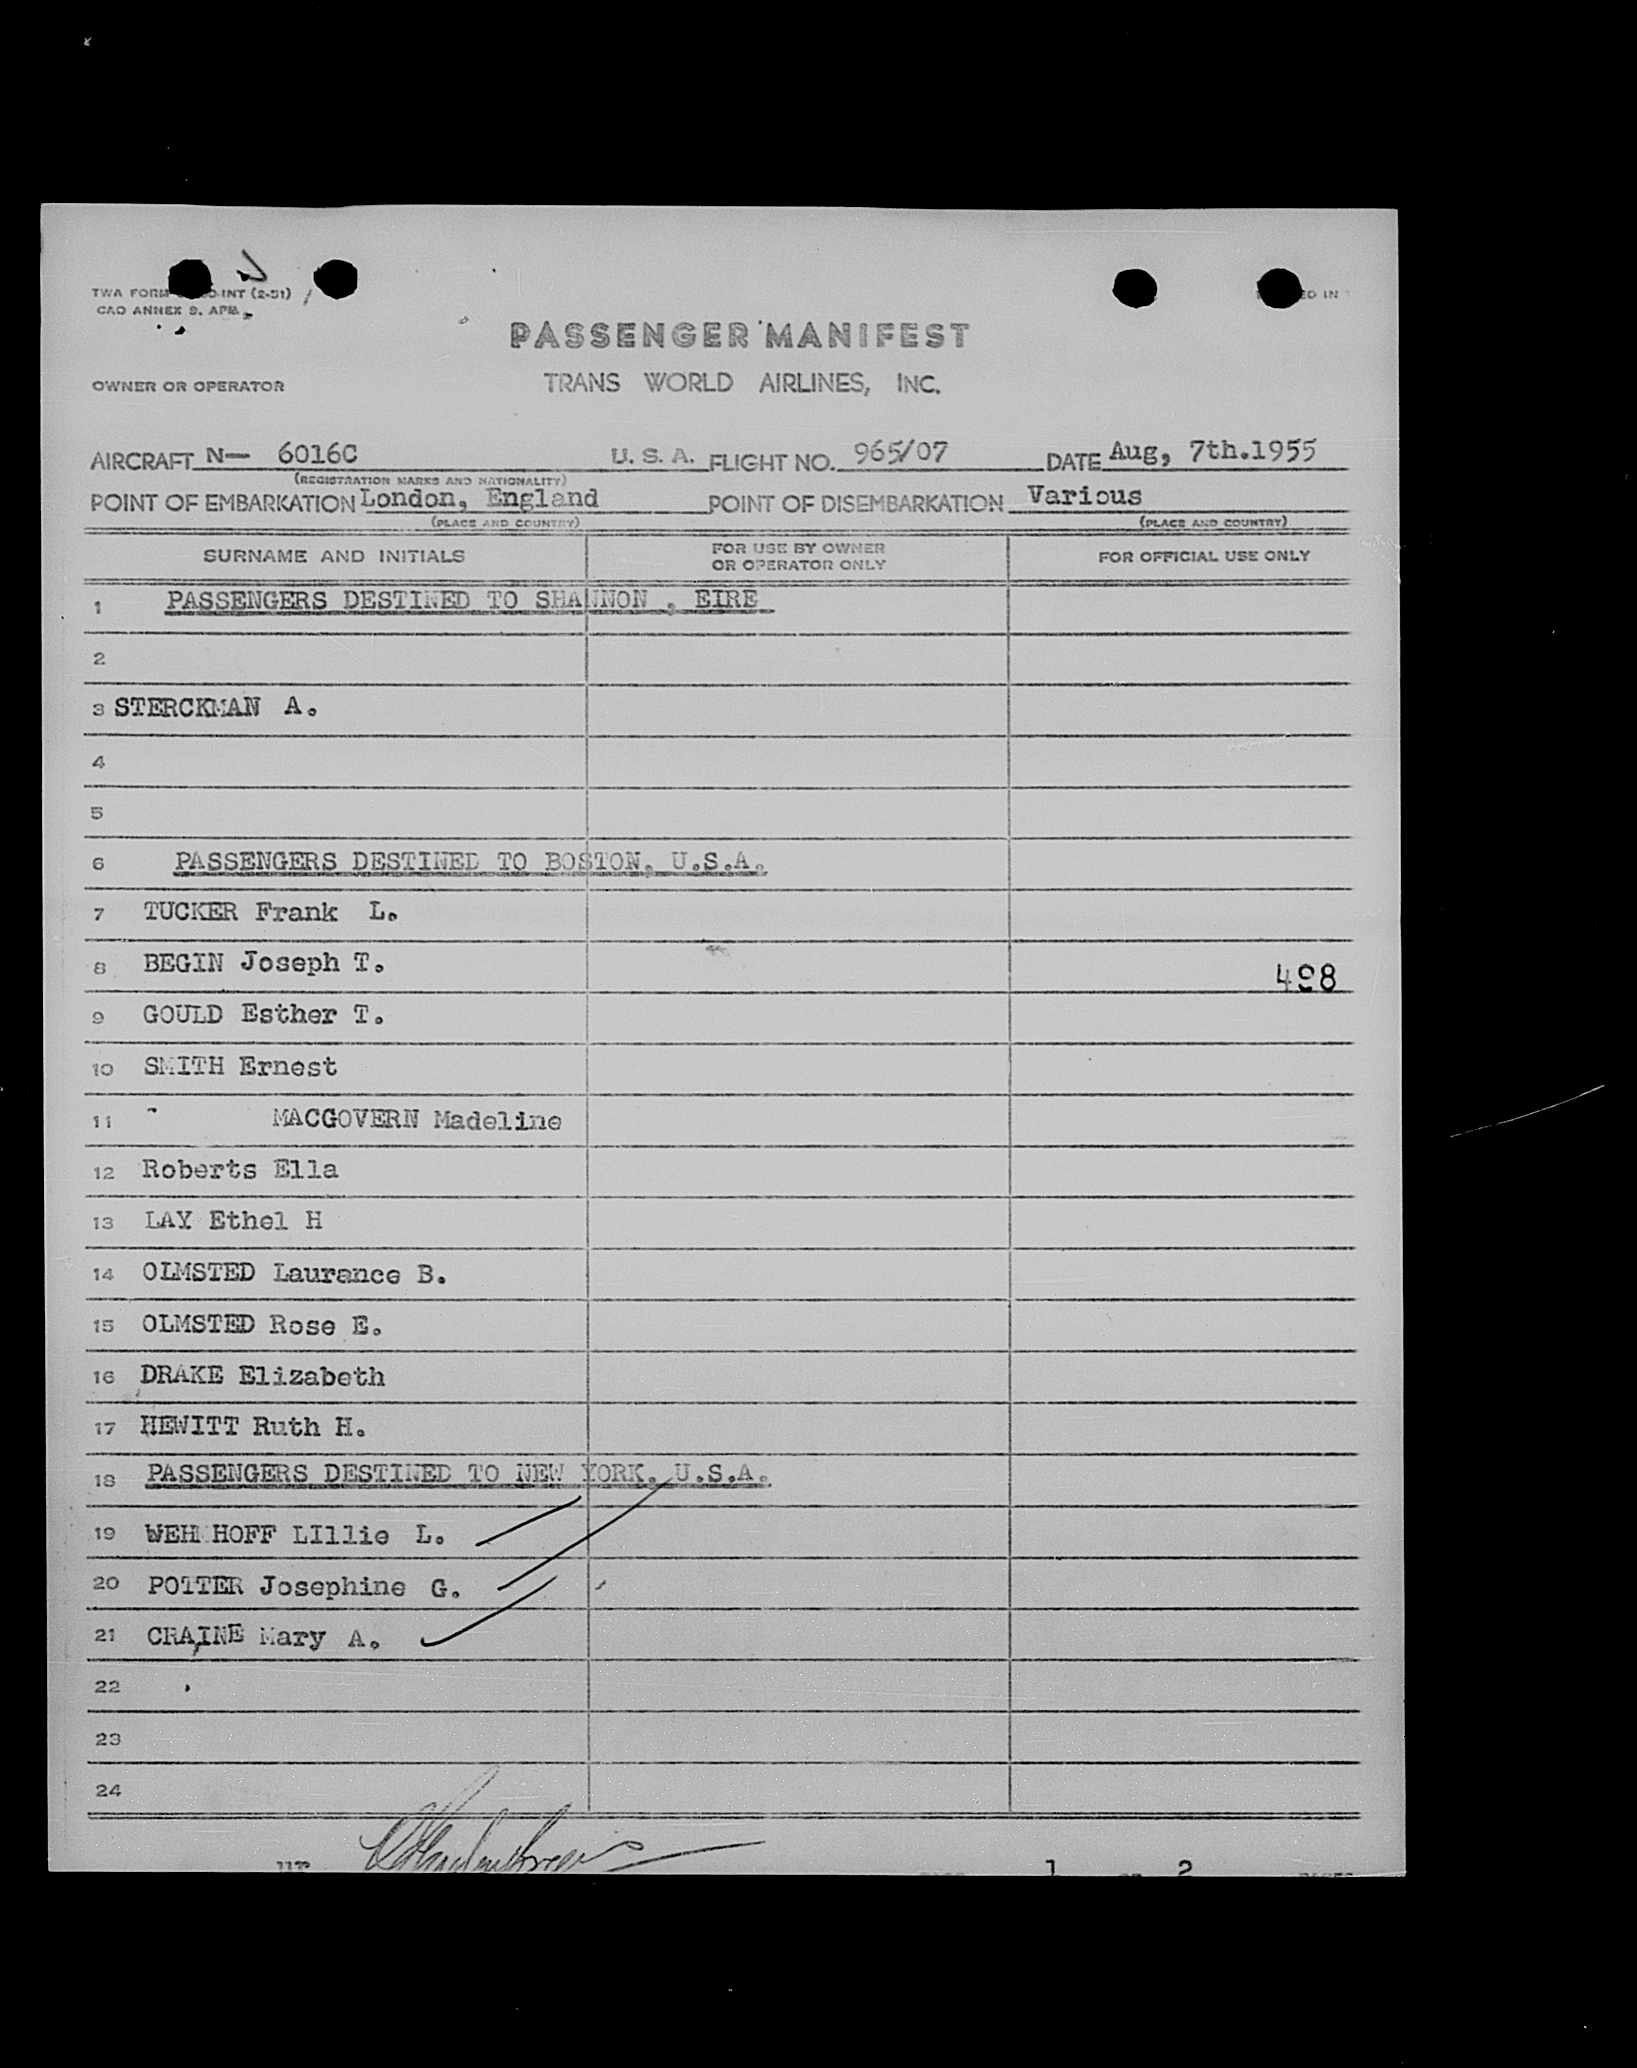 TWA FORM INT (2-51)
CAO ANNEX 9. APP.
PASSENGER MANIFEST
OWNER OR OPERATOR TRANS WORLD AIRLINES, INC.
AIRCRAFT N— 6016C U. S. A. FLIGHT NO. 965/07 DATE Aug, 7th.1955
(REGISTRATION MARKS AND NATIONALITY)
POINT OF EMBARKATION London, England POINT OF DISEMBARKATION Various
(PLACE AND COUNTRY) (PLACE AND COUNTRY)
SURNAME AND INITIALS FOR USE BY OWNER OR OPERATOR ONLY FOR OFFICIAL USE ONLY
1 PASSENGERS DESTINED TO SHANNON , EIRE
2
3 STERCKMAN A.
4
5
6 PASSENGERS DESTINED TO BOSTON, U.S.A.
7 TUCKER Frank L.
8 BEGIN Joseph T. 498
9 GOULD Esther T.
10 SMITH Ernest
11 " MACGOVERN Madeline
12 Roberts Ella
13 LAY Ethel H
14 OLMSTED Laurance B.
15 OLMSTED Rose E.
16 DRAKE Elizabeth
17 HEWITT Ruth H.
18 PASSENGERS DESTINED TO NEW YORK, U.S.A.
19 LIllie L.
20 POTTER Josephine G.
21 CRAINE Mary A.
22
23
24
1 2